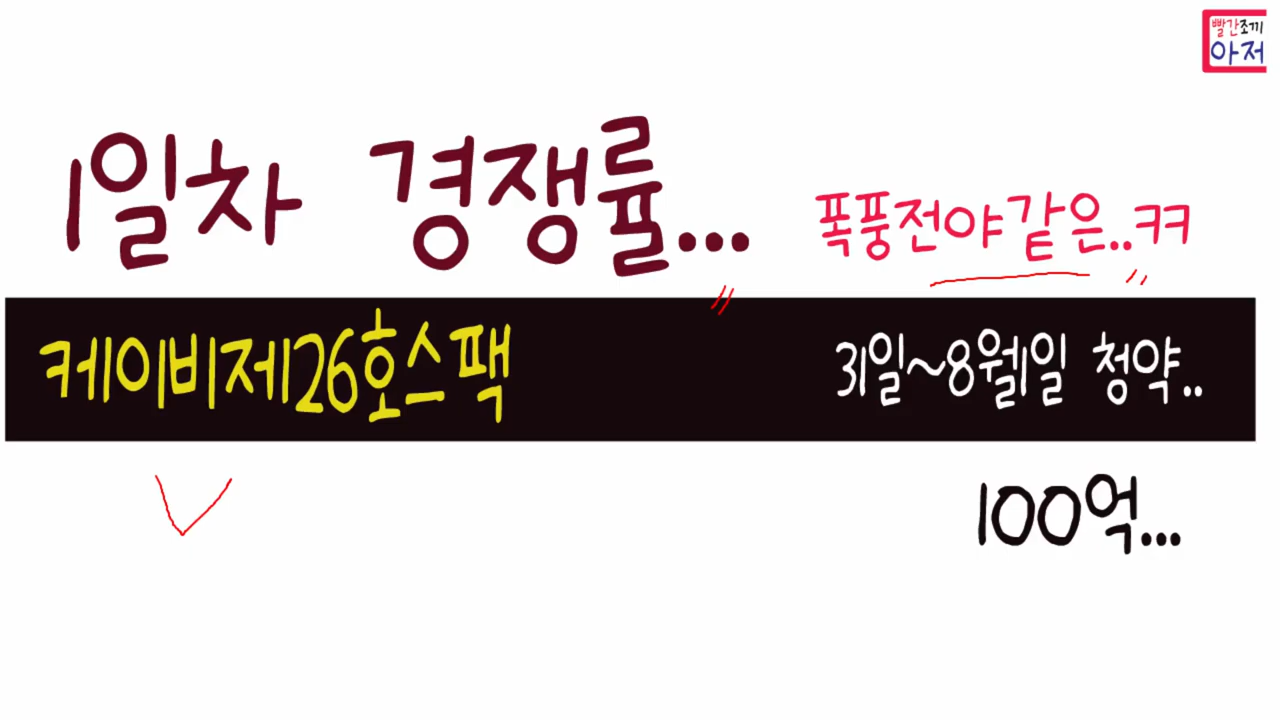 빨간조끼
아저
1일차 경쟁률...
폭풍전야같은..ㅋㅋ
케이비제26호스팩
31일~8월1일 청약..
100억...